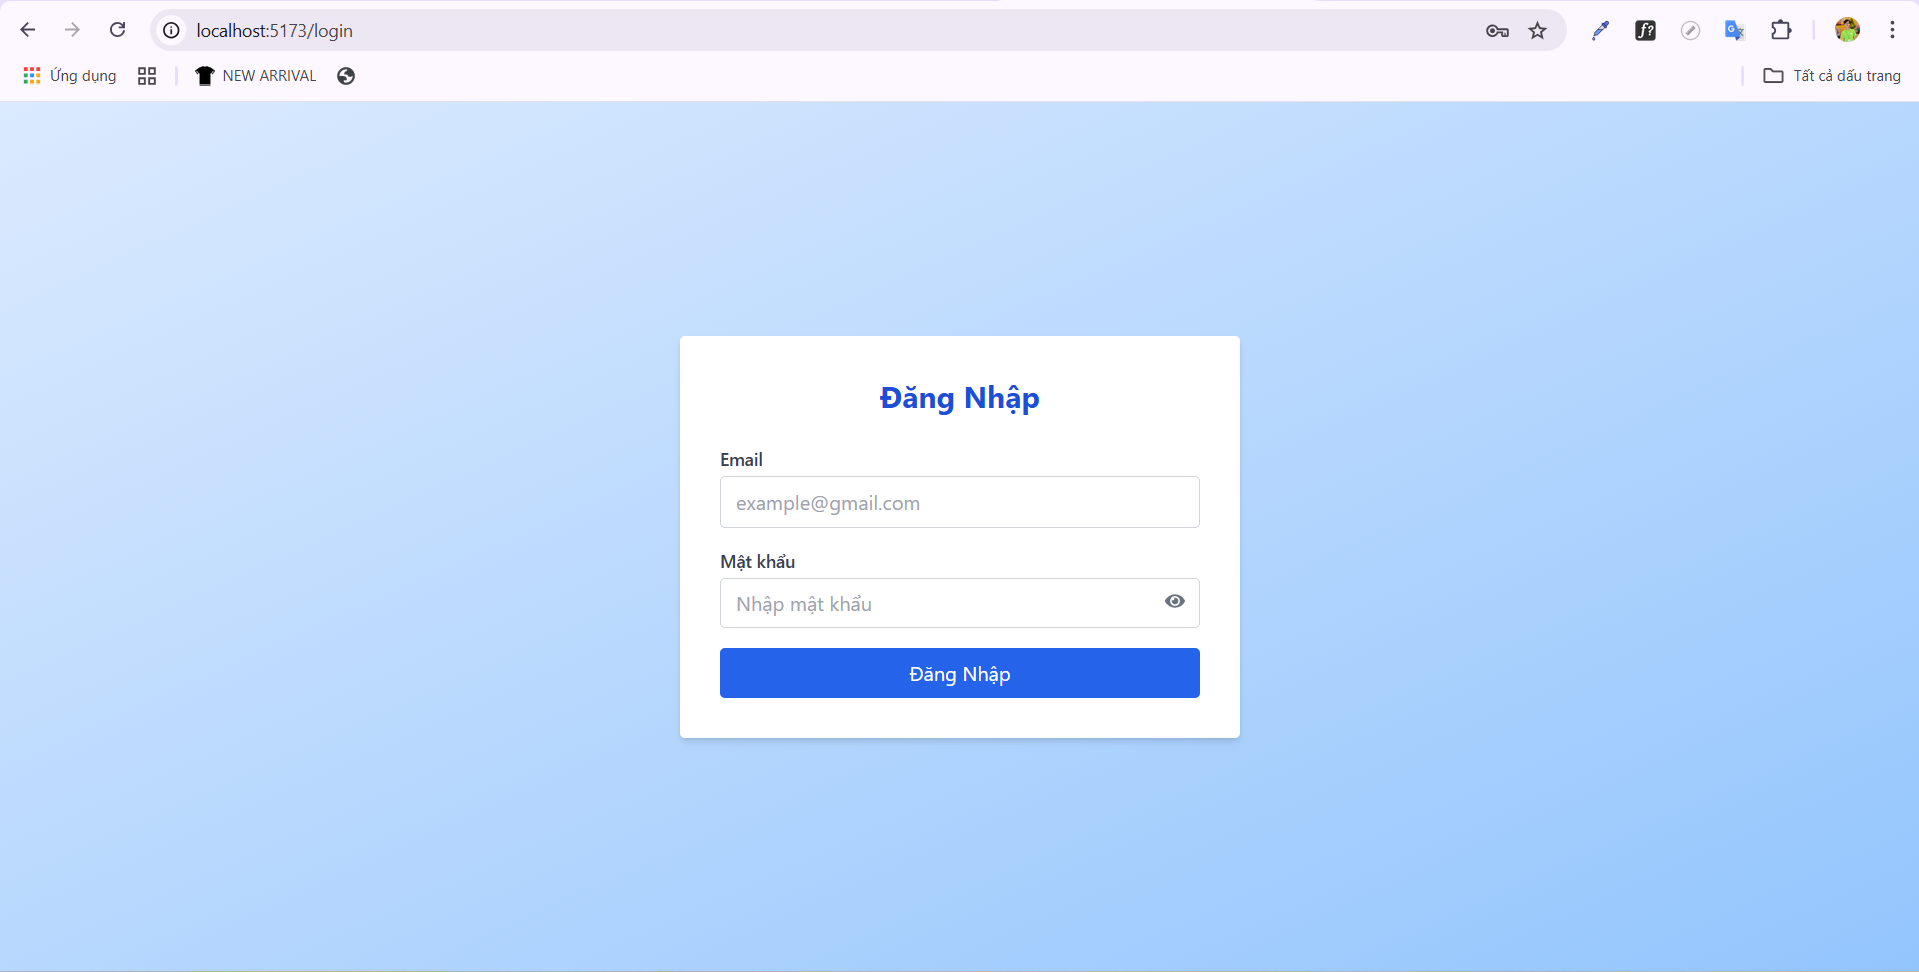 localhost:5173/login
Ứng dụng
NEW ARRIVAL
Tất cả dấu trang
Đăng Nhập
Email
example@gmail.com
Mật khẩu
Nhập mật khẩu
Đăng Nhập